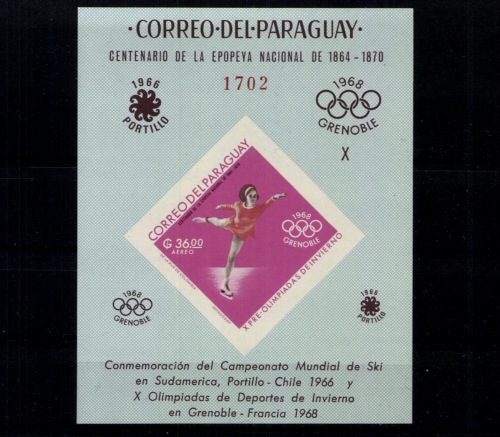 ·CORREO·DEL·PARAGUAY·
CENTENARIO DE LA EPOPEYA NACIONAL DE 1864-1870
1702
1966
PORTILLO
1968
GRENOBLE
X
CORREO DEL PARAGUAY
₲ 36.00
AEREO
1968
GRENOBLE
X PRE-OLIMPIADAS DE INVIERNO
GRENOBLE
1966
PORTILLO
Conmemoración del Campeonato Mundial de Ski
en Sudamerica, Portillo - Chile 1966 y
X Olimpiadas de Deportes de Invierno
en Grenoble - Francia 1968